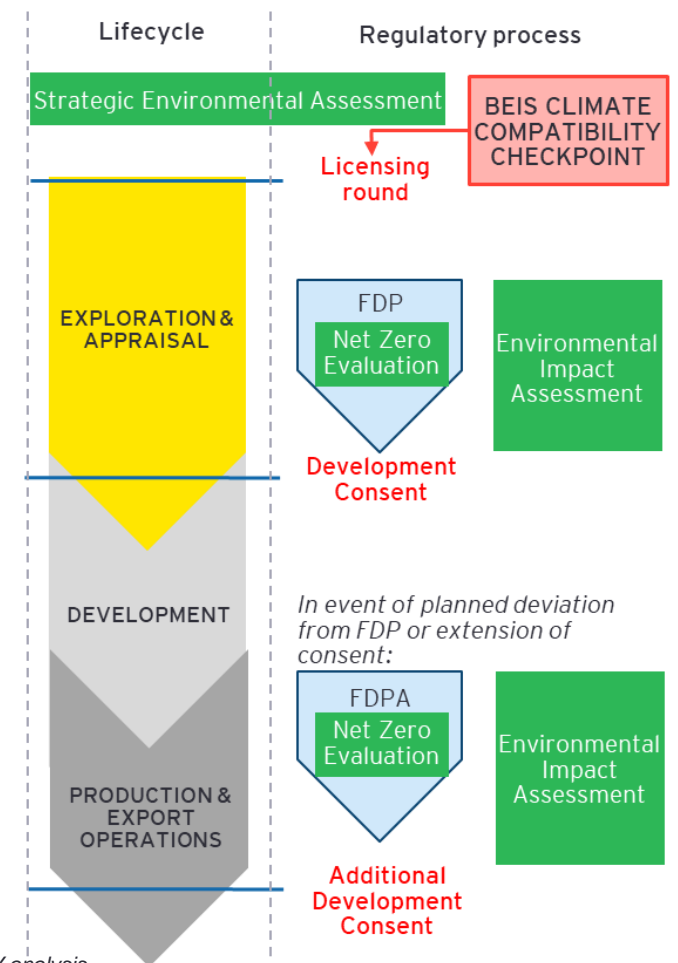 Lifecycle
Regulatory process
Strategic Environmental Assessment
BEIS CLIMATE
COMPATIBILITY
CHECKPOINT
Licensing
round
EXPLORATION &
APPRAISAL
FDP
Net Zero
Evaluation
Environmental
Impact
Assessment
Development
Consent
DEVELOPMENT
In event of planned deviation
from FDP or extension of
consent:
FDPA
Net Zero
Evaluation
Environmental
Impact
Assessment
PRODUCTION &
EXPORT
OPERATIONS
Additional
Development
Consent
analysis